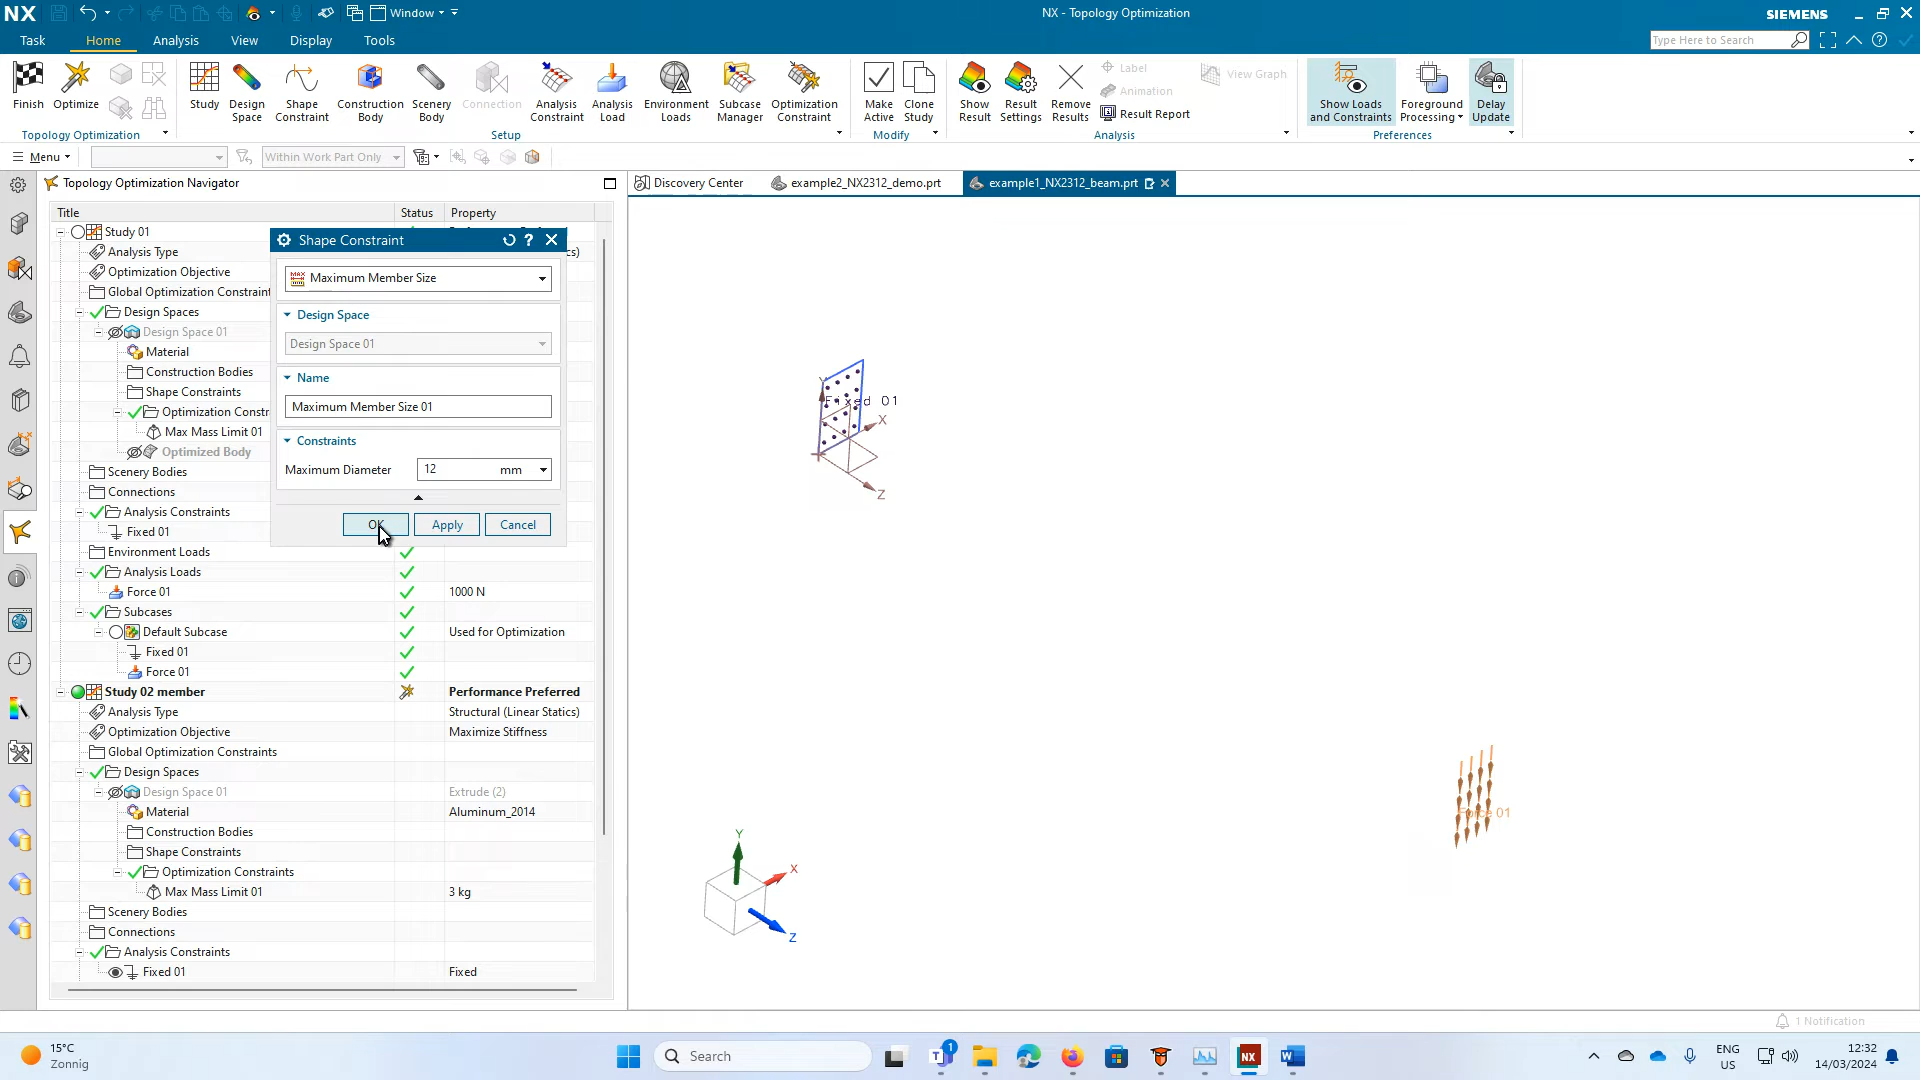 NX
Window
NX - Topology Optimization
SIEMENS
Task
Home
Analysis
View
Display
Tools
Type Here to Search
Finish
Optimize
Study
Design Space
Shape Constraint
Construction Body
Scenery Body
Connection
Analysis Constraint
Analysis Load
Environment Loads
Subcase Manager
Optimization Constraint
Make Active
Clone Study
Show Result
Result Settings
Remove Results
Label
Animation
Result Report
View Graph
Show Loads and Constraints
Foreground Processing
Delay Update
Topology Optimization
Setup
Modify
Analysis
Preferences
Menu
Within Work Part Only
Topology Optimization Navigator
Discovery Center
example2_NX2312_demo.prt
example1_NX2312_beam.prt
Title
Status
Property
Study 01
Analysis Type
Optimization Objective
Global Optimization Constraint
Design Spaces
Design Space 01
Material
Construction Bodies
Shape Constraints
Optimization Constr
Max Mass Limit 01
Optimized Body
Scenery Bodies
Connections
Analysis Constraints
Fixed 01
Environment Loads
Analysis Loads
Force 01
1000 N
Subcases
Default Subcase
Used for Optimization
Fixed 01
Force 01
Study 02 member
Performance Preferred
Analysis Type
Structural (Linear Statics)
Optimization Objective
Maximize Stiffness
Global Optimization Constraints
Design Spaces
Design Space 01
Extrude (2)
Material
Aluminum_2014
Construction Bodies
Shape Constraints
Optimization Constraints
Max Mass Limit 01
3 kg
Scenery Bodies
Connections
Analysis Constraints
Fixed 01
Fixed
Shape Constraint
?
cs)
MAX
Maximum Member Size
Design Space
Design Space 01
Name
Maximum Member Size 01
Constraints
Maximum Diameter
12
mm
OK
Apply
Cancel
Y
Fixed 01
X
Z
Force 01
Y
X
Z
1 Notification
15°C
Zonnig
Search
1
NX
ENG
US
12:32
14/03/2024